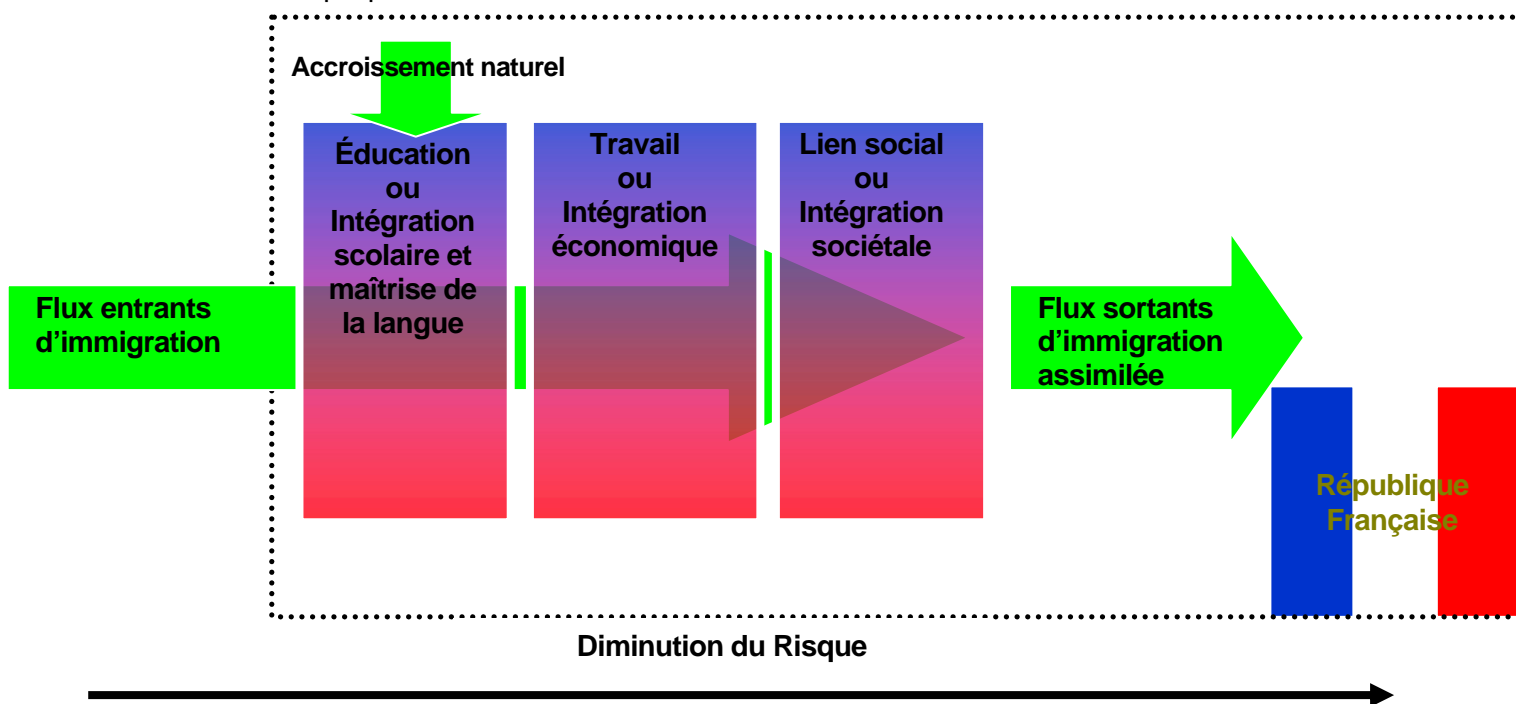 Accroissement naturel
Éducation
ou
Intégration
scolaire et
maîtrise de
la langue
Travail
ou
Intégration
économique
Lien social
ou
Intégration
sociétale
Flux entrants
d’immigration
Flux sortants
d’immigration
assimilée
République
Française
Diminution du Risque